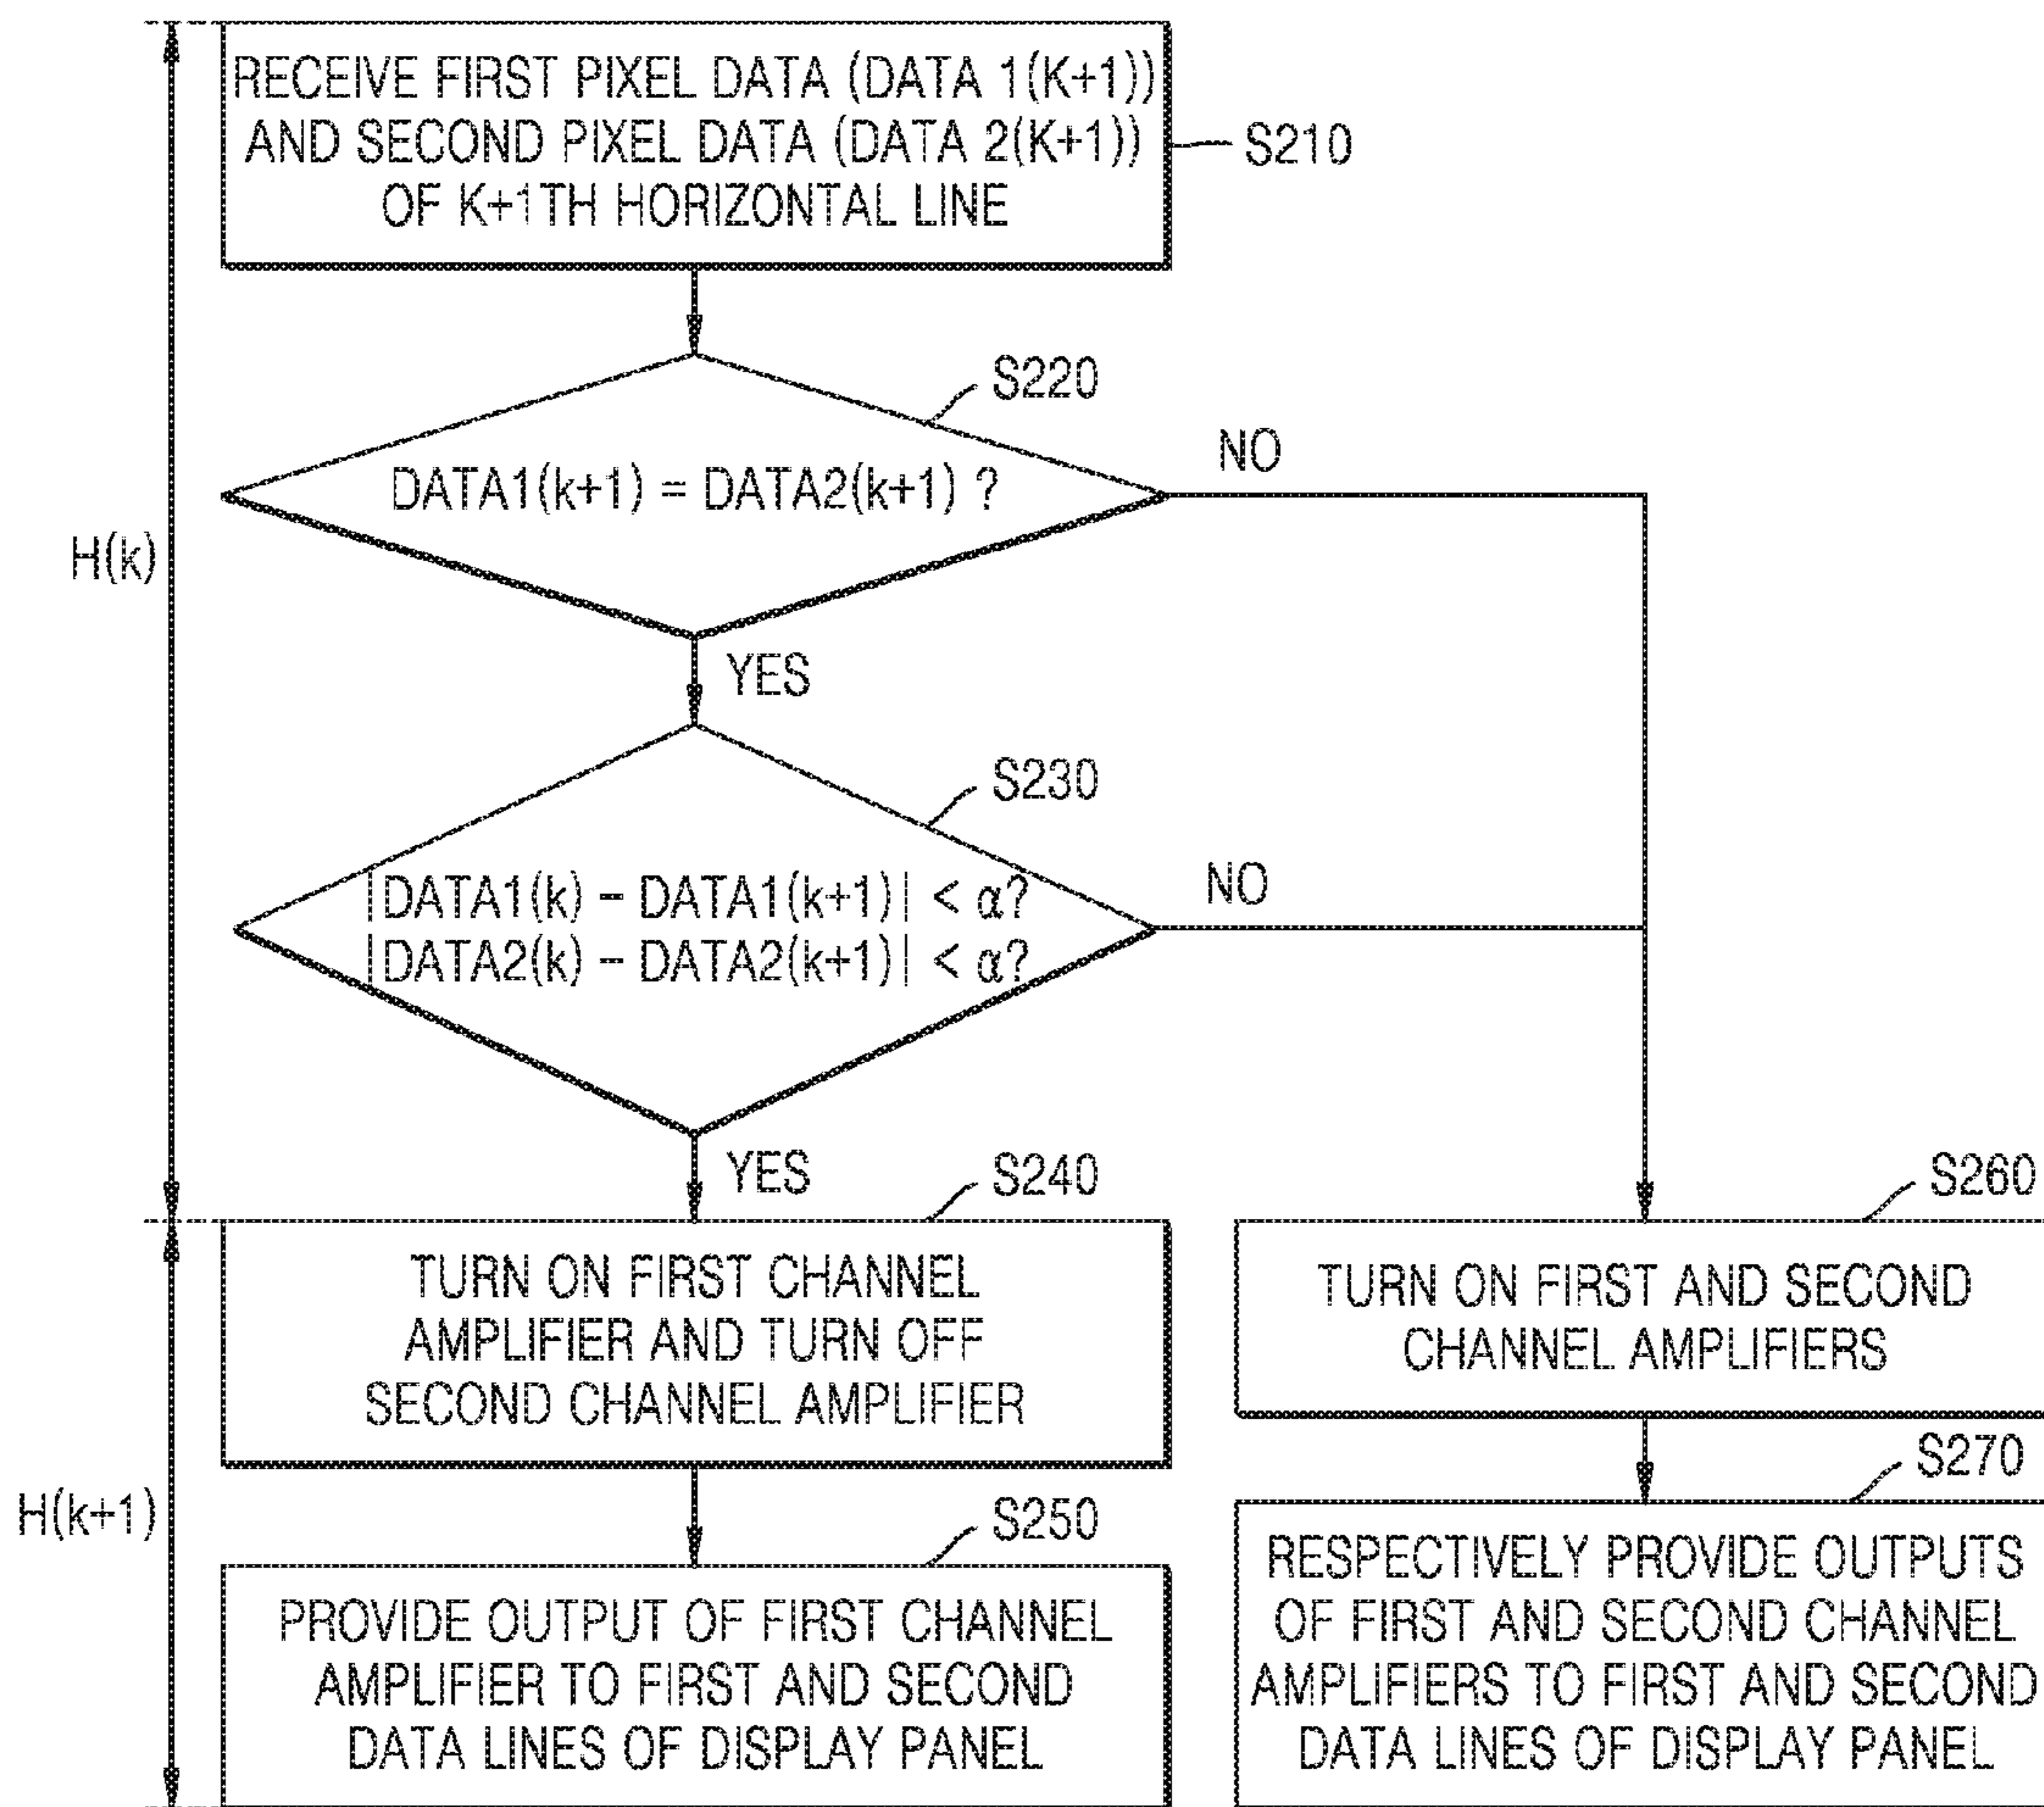 RECEIVE FIRST PIXEL DATA (DATA 1(K+1))
AND SECOND PIXEL DATA (DATA 2(K+1))
OF K+1TH HORIZONTAL LINE
S210
S220
DATA1(k+1) = DATA2(k+1) ?
NO
H(k)
YES
S230
|DATA1(k) - DATA1(k+1)| < α?
|DATA2(k) - DATA2(k+1)| < α?
NO
YES
S240
S260
TURN ON FIRST CHANNEL
AMPLIFIER AND TURN OFF
SECOND CHANNEL AMPLIFIER
TURN ON FIRST AND SECOND
CHANNEL AMPLIFIERS
H(k+1)
S250
S270
PROVIDE OUTPUT OF FIRST CHANNEL
AMPLIFIER TO FIRST AND SECOND
DATA LINES OF DISPLAY PANEL
RESPECTIVELY PROVIDE OUTPUTS
OF FIRST AND SECOND CHANNEL
AMPLIFIERS TO FIRST AND SECOND
DATA LINES OF DISPLAY PANEL